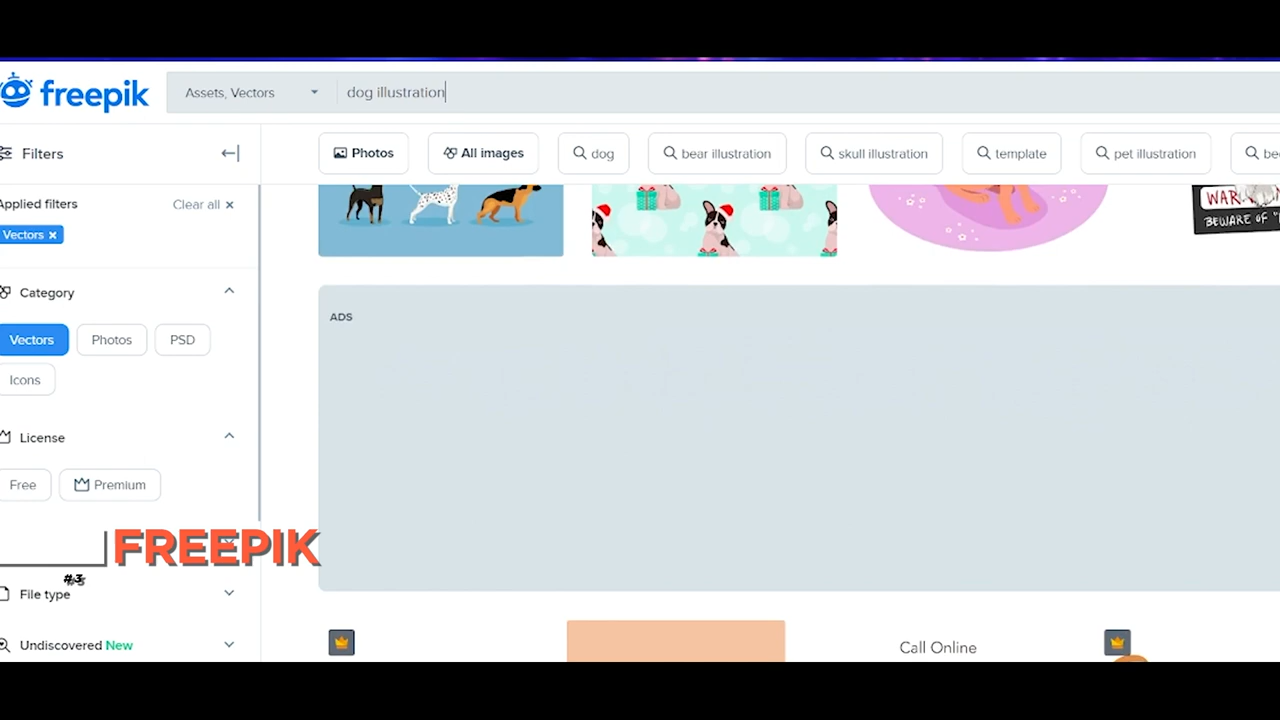 freepik
Assets, Vectors
dog illustration
Filters
Photos
All images
dog
bear illustration
skull illustration
template
pet illustration
Applied filters
Clear all ×
Vectors ×
BEWARE OF
ADS
Category
Vectors
Photos
PSD
Icons
License
Free
Premium
FREEPIK
#3
File type
Undiscovered New
Call Online